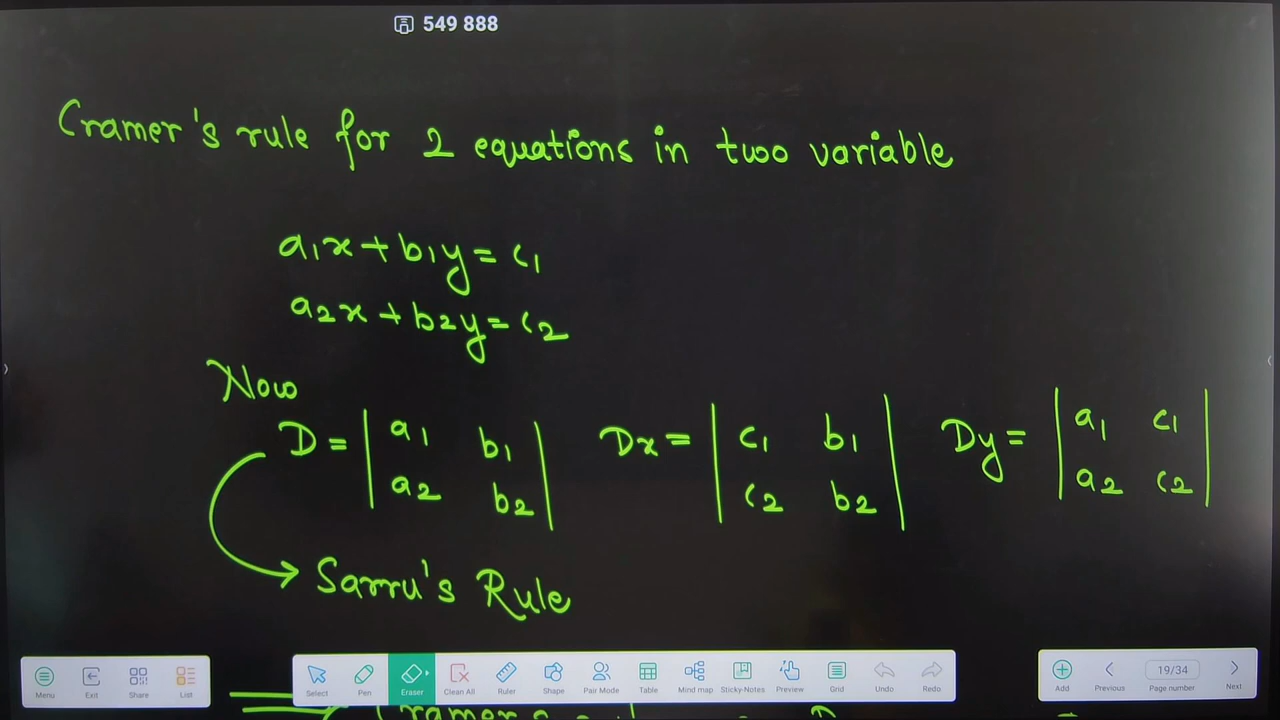 549 888
Cramer's rule for 2 equations in two variable
a₁x + b₁y = c₁
a₂x + b₂y = c₂
Now
D = | a₁ b₁ | Dx = | c₁ b₁ | Dy = | a₁ c₁ |
| a₂ b₂ | | c₂ b₂ | | a₂ c₂ |
→ Sarru's Rule
Menu Exit Share List Select Pen Eraser Clean All Ruler Shape Pair Mode Table Mind map Sticky-Notes Preview Grid Undo Redo Add Previous 19/34 Page number Next